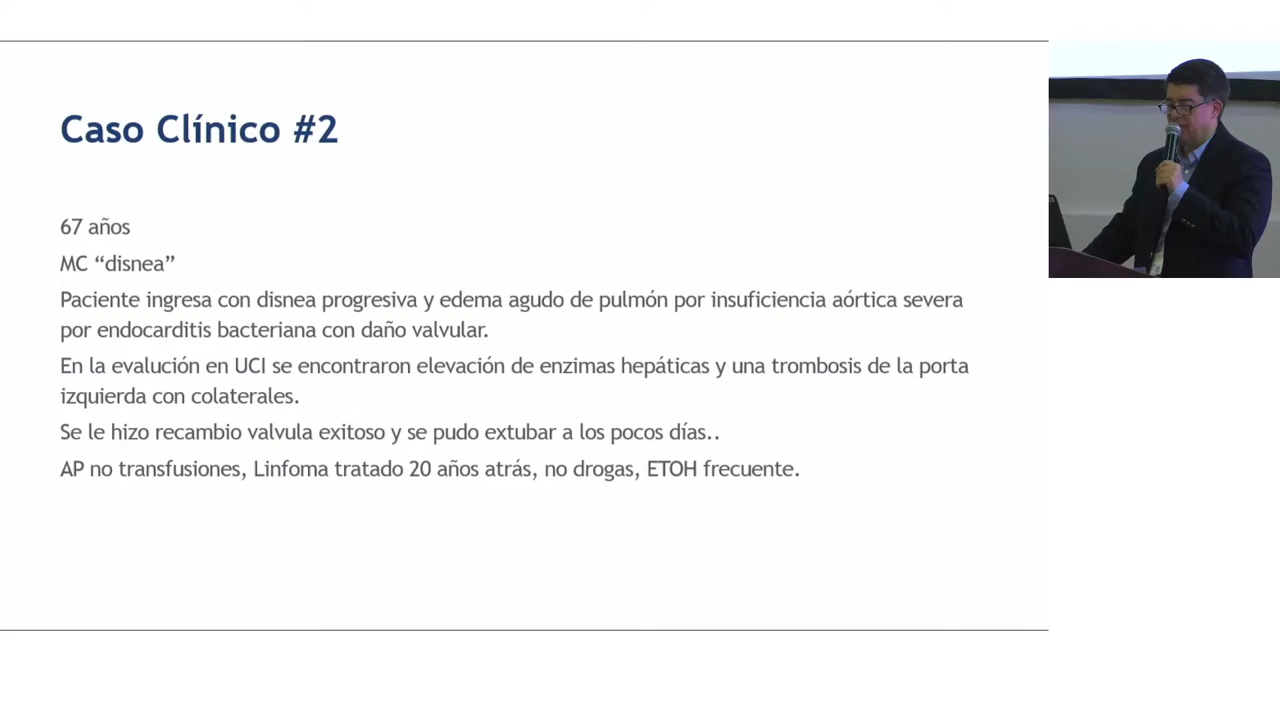 Caso Clínico #2
67 años
MC “disnea”
Paciente ingresa con disnea progresiva y edema agudo de pulmón por insuficiencia aórtica severa
por endocarditis bacteriana con daño valvular.
En la evalución en UCI se encontraron elevación de enzimas hepáticas y una trombosis de la porta
izquierda con colaterales.
Se le hizo recambio valvula exitoso y se pudo extubar a los pocos días..
AP no transfusiones, Linfoma tratado 20 años atrás, no drogas, ETOH frecuente.